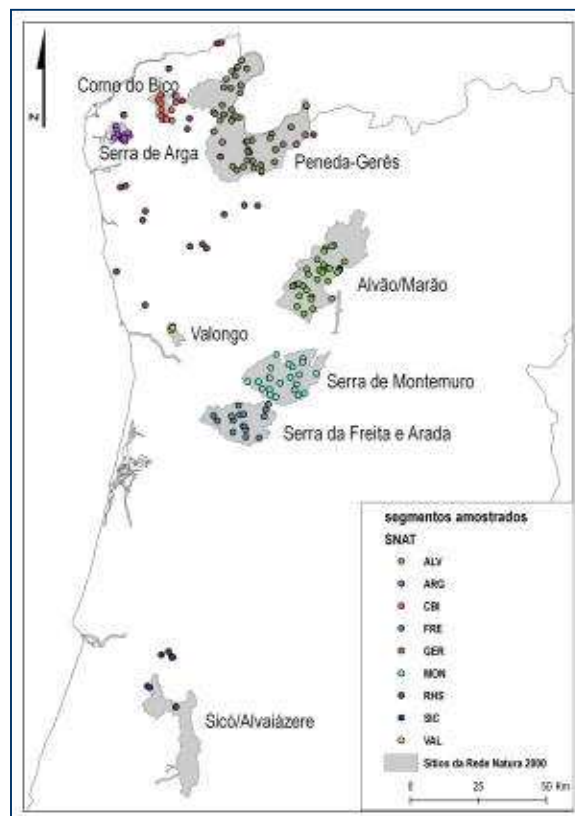 N
Corno do Bico
Serra de Arga
Peneda-Gerês
Alvão/Marão
Valongo
Serra de Montemuro
Serra da Freita e Arada
Sicó/Alvaiázere
segmentos amostrados
SNAT
ALV
ARG
CBI
FRE
GER
MON
RHS
SIC
VAL
Sítios da Rede Natura 2000
0 25 50 Km